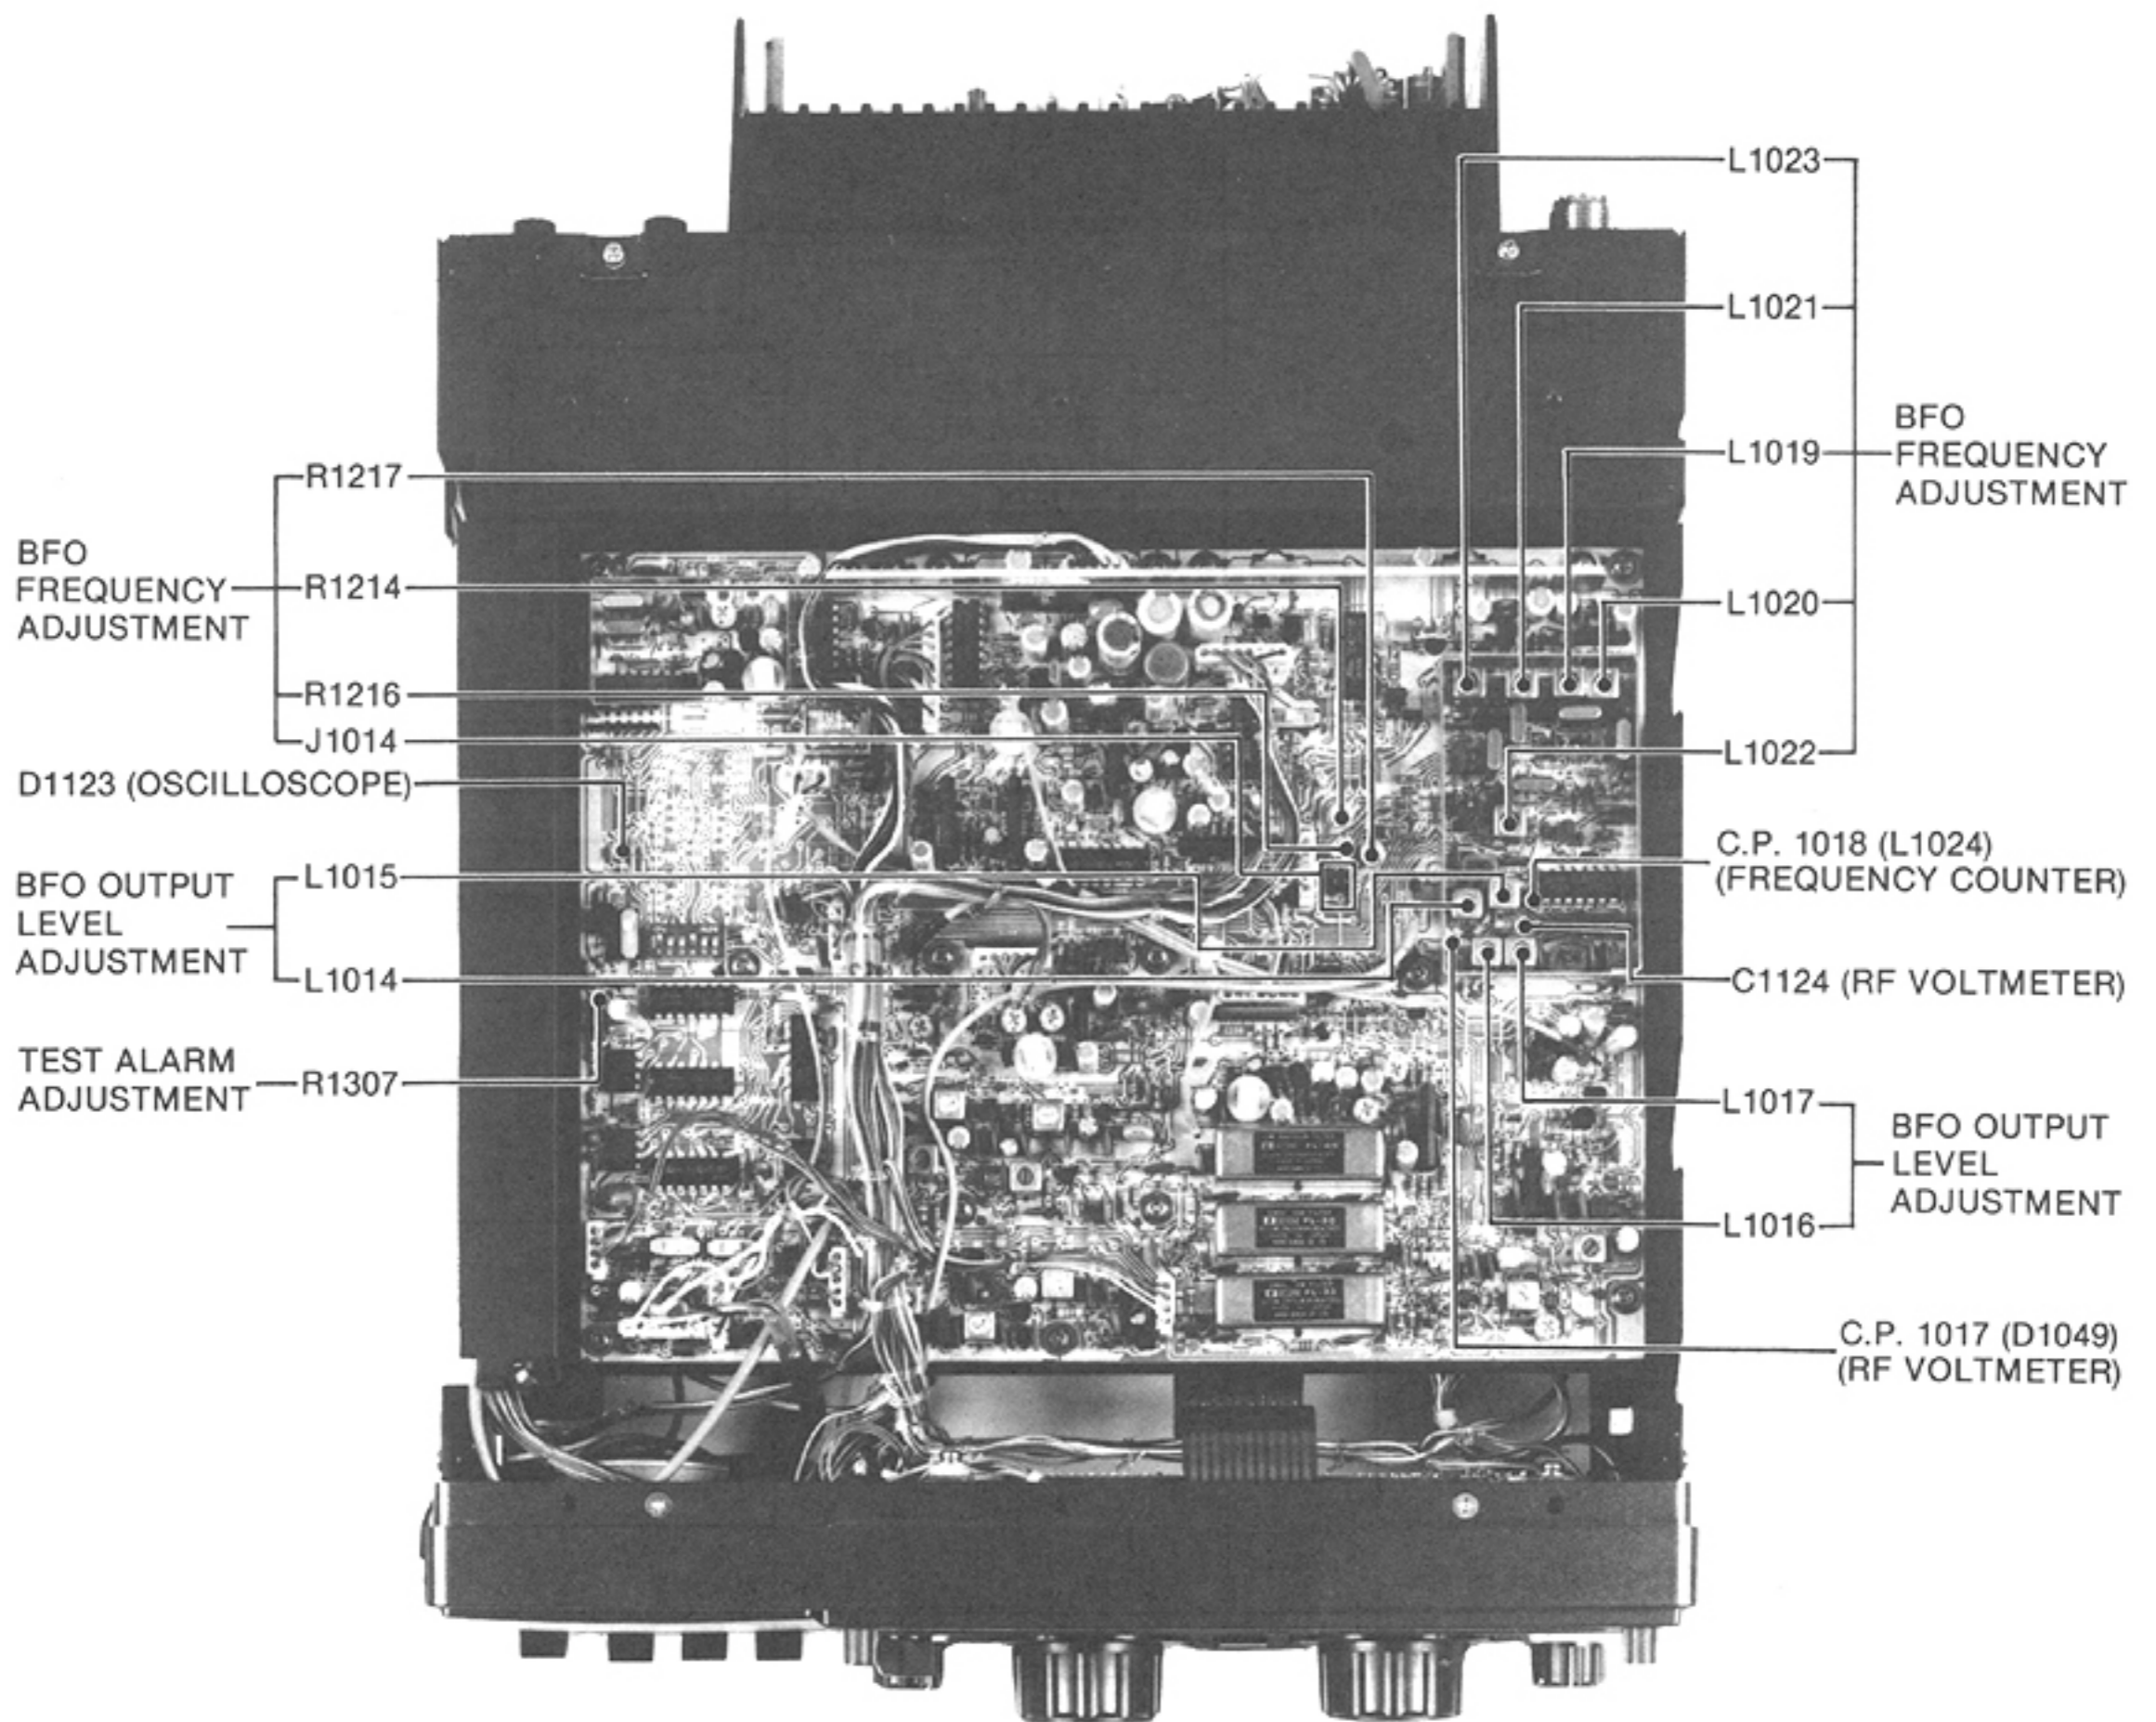 L1023
L1021
BFO
FREQUENCY
ADJUSTMENT
L1019
R1217
BFO
FREQUENCY
ADJUSTMENT
R1214
L1020
R1216
J1014
L1022
D1123 (OSCILLOSCOPE)
C.P. 1018 (L1024)
(FREQUENCY COUNTER)
BFO OUTPUT
LEVEL
ADJUSTMENT
L1015
L1014
C1124 (RF VOLTMETER)
TEST ALARM
ADJUSTMENT
R1307
L1017
BFO OUTPUT
LEVEL
ADJUSTMENT
L1016
C.P. 1017 (D1049)
(RF VOLTMETER)